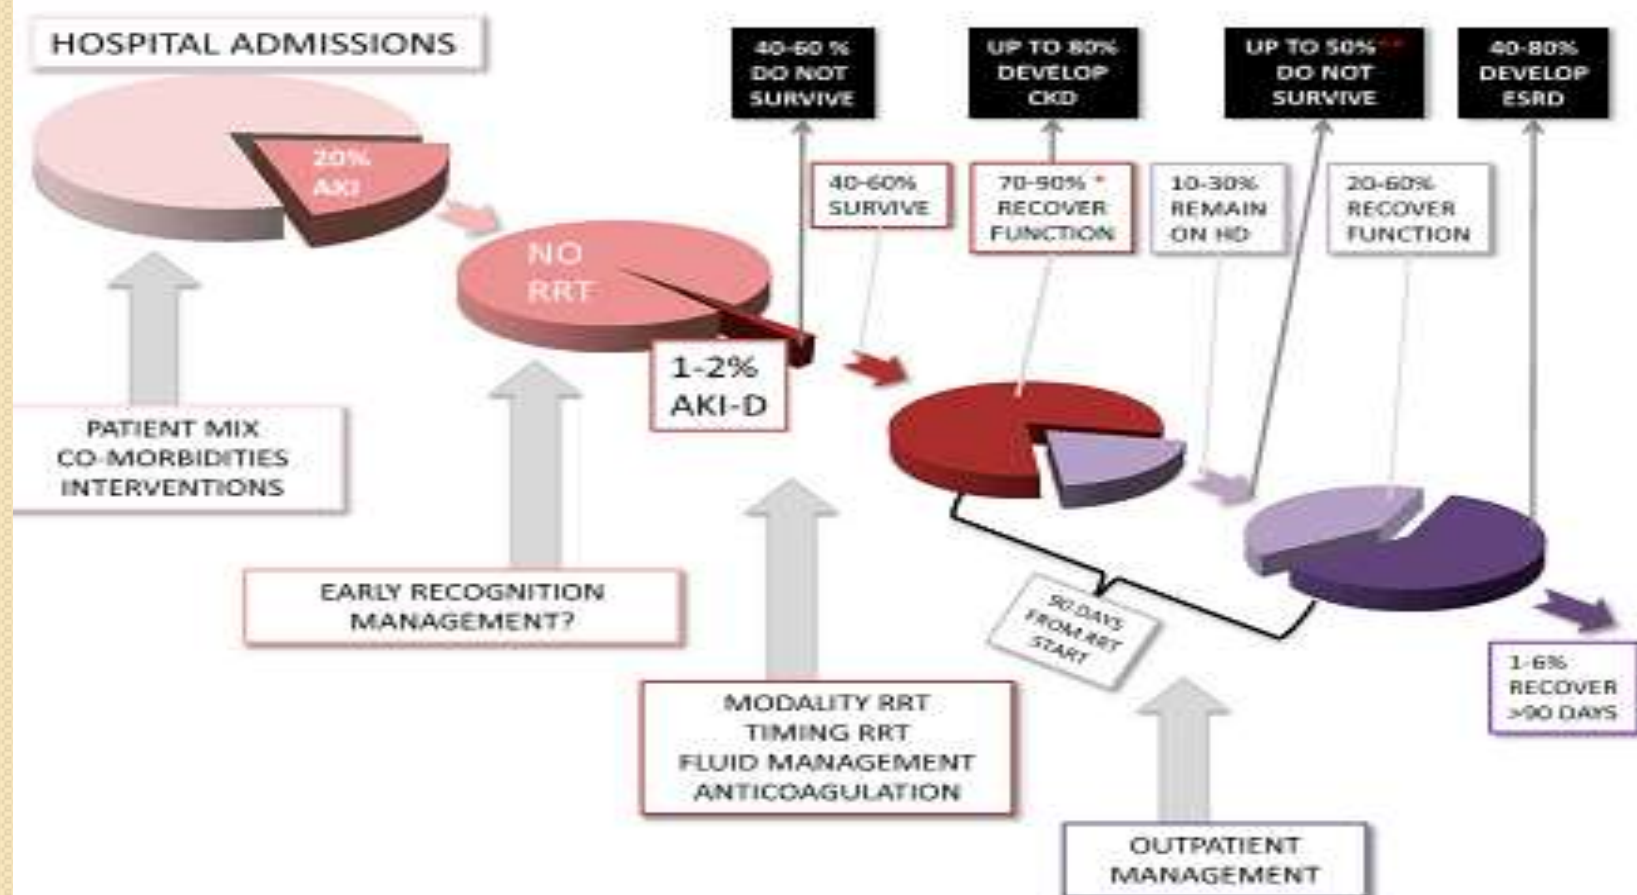 HOSPITAL ADMISSIONS
20%
AKI
NO
RRT
1-2%
AKI-D
40-60 %
DO NOT
SURVIVE
UP TO 80%
DEVELOP
CKD
UP TO 50%**
DO NOT
SURVIVE
40-80%
DEVELOP
ESRD
40-60%
SURVIVE
70-90% *
RECOVER
FUNCTION
10-30%
REMAIN
ON HD
20-60%
RECOVER
FUNCTION
PATIENT MIX
CO-MORBIDITIES
INTERVENTIONS
EARLY RECOGNITION
MANAGEMENT?
MODALITY RRT
TIMING RRT
FLUID MANAGEMENT
ANTICOAGULATION
90 DAYS
FROM RRT
START
1-6%
RECOVER
>90 DAYS
OUTPATIENT
MANAGEMENT